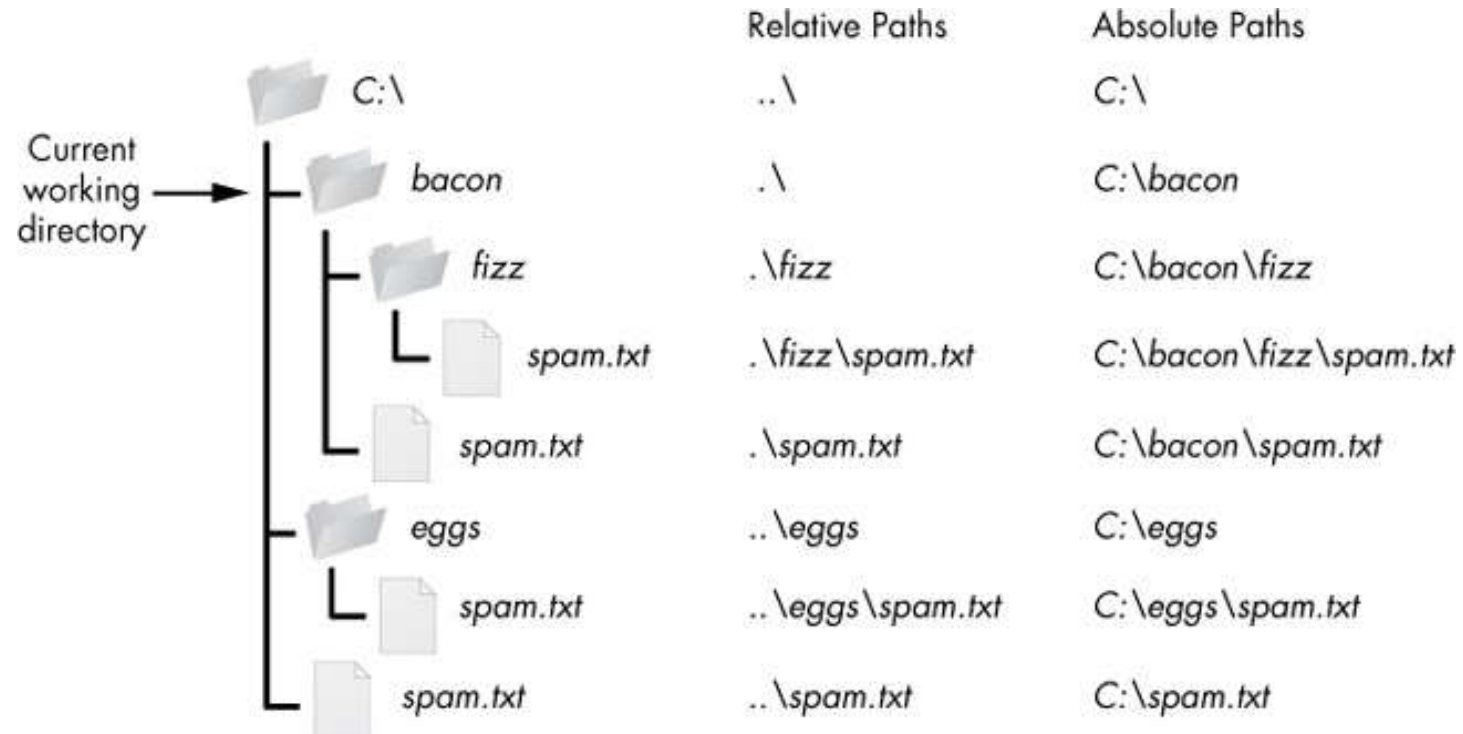 Relative Paths Absolute Paths
C:\ ..\ C:\
Current
working
directory
bacon .\ C:\bacon
fizz .\fizz C:\bacon\fizz
spam.txt .\fizz\spam.txt C:\bacon\fizz\spam.txt
spam.txt .\spam.txt C:\bacon\spam.txt
eggs ..\eggs C:\eggs
spam.txt ..\eggs\spam.txt C:\eggs\spam.txt
spam.txt ..\spam.txt C:\spam.txt